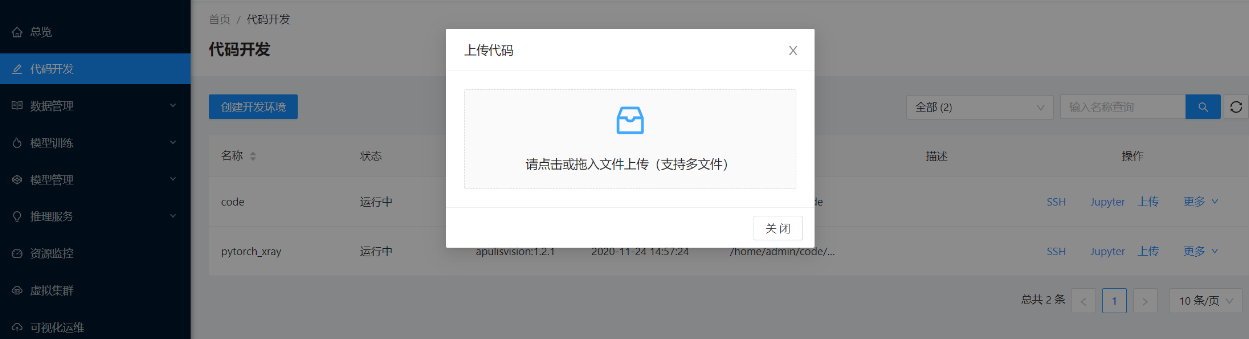 首页 / 代码开发
总览
代码开发
代码开发
数据管理
模型训练
模型管理
推理服务
资源监控
虚拟集群
可视化运维
上传代码
请点击或拖入文件上传（支持多文件）
关 闭
创建开发环境
全部 (2)
输入名称查询
名称 状态 描述 操作
code 运行中 de SSH Jupyter 上传 更多
pytorch_xray 运行中 apulisvision:1.2.1 2020-11-24 14:57:24 /home/admin/code/... SSH Jupyter 上传 更多
总共 2 条 < 1 > 10 条/页